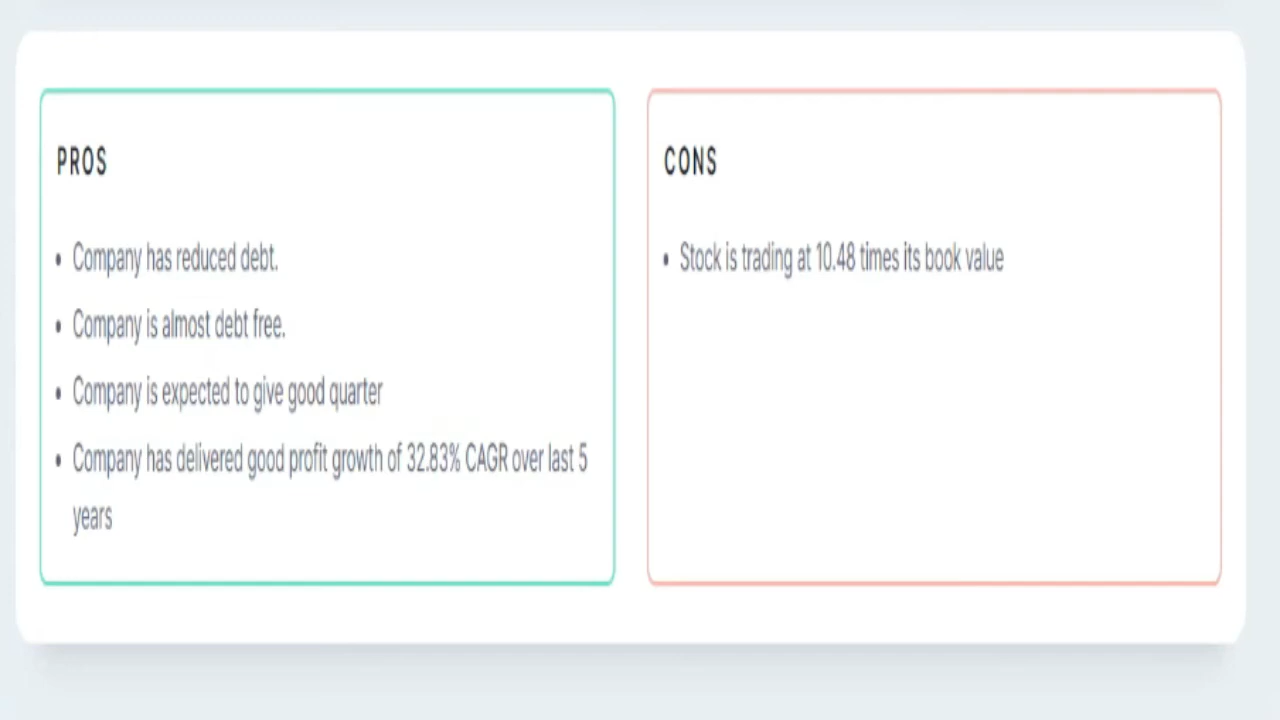 PROS
Company has reduced debt.
Company is almost debt free.
Company is expected to give good quarter
Company has delivered good profit growth of 32.83% CAGR over last 5
years
CONS
Stock is trading at 10.48 times its book value